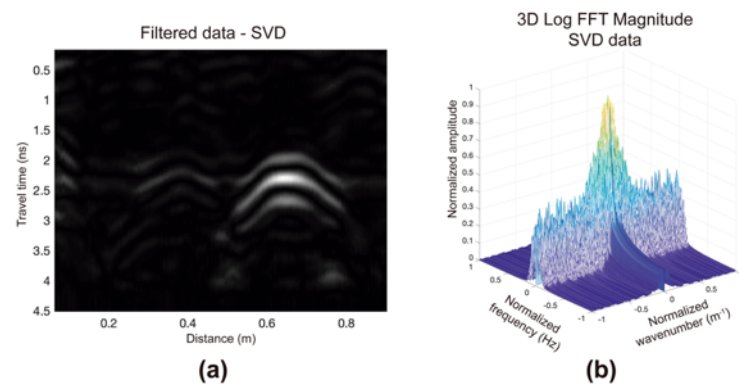 Filtered data - SVD
0.5
1
1.5
2
2.5
3
3.5
4
4.5
Travel time (ns)
0.2
0.4
0.6
0.8
Distance (m)
(a)
3D Log FFT Magnitude
SVD data
1
0.9
0.8
0.7
0.6
0.5
0.4
0.3
0.2
0.1
0
Normalized amplitude
1
0.5
0
-0.5
-1
Normalized
frequency (Hz)
-1
-0.5
0
0.5
Normalized
wavenumber (m⁻¹)
(b)